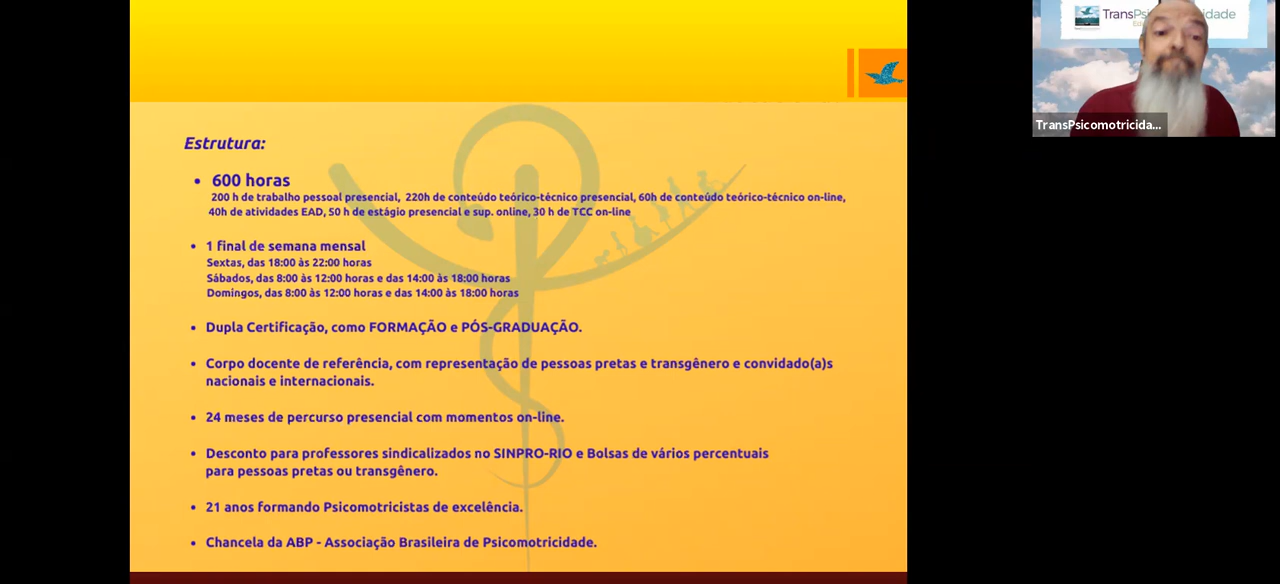 Estrutura:
• 600 horas
200 h de trabalho pessoal presencial, 220h de conteúdo teórico-técnico presencial, 60h de conteúdo teórico-técnico on-line,
40h de atividades EAD, 50 h de estágio presencial e sup. online, 30 h de TCC on-line
• 1 final de semana mensal
Sextas, das 18:00 às 22:00 horas
Sábados, das 8:00 às 12:00 horas e das 14:00 às 18:00 horas
Domingos, das 8:00 às 12:00 horas e das 14:00 às 18:00 horas
• Dupla Certificação, como FORMAÇÃO e PÓS-GRADUAÇÃO.
• Corpo docente de referência, com representação de pessoas pretas e transgênero e convidado(a)s
nacionais e internacionais.
• 24 meses de percurso presencial com momentos on-line.
• Desconto para professores sindicalizados no SINPRO-RIO e Bolsas de vários percentuais
para pessoas pretas ou transgênero.
• 21 anos formando Psicomotricistas de excelência.
• Chancela da ABP - Associação Brasileira de Psicomotricidade.
TransPsicomotricida...